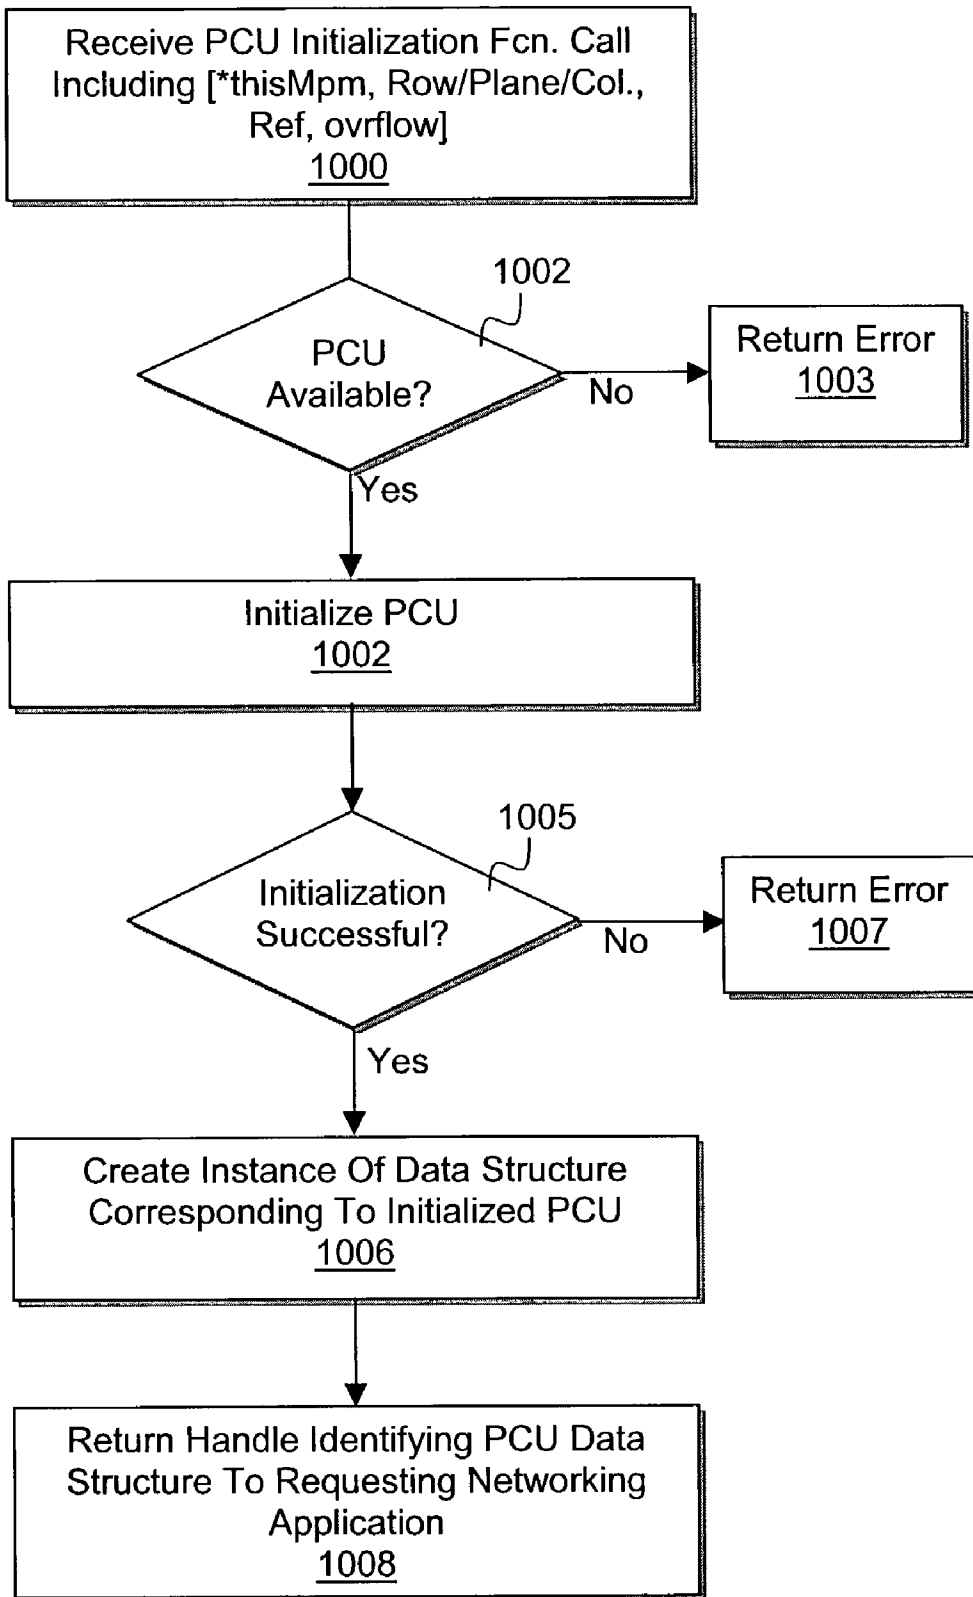 Receive PCU Initialization Fcn. Call
Including [*thisMpm, Row/Plane/Col.,
Ref, ovrflow]
1000
1002
PCU
Available?
No
Return Error
1003
Yes
Initialize PCU
1002
1005
Initialization
Successful?
No
Return Error
1007
Yes
Create Instance Of Data Structure
Corresponding To Initialized PCU
1006
Return Handle Identifying PCU Data
Structure To Requesting Networking
Application
1008